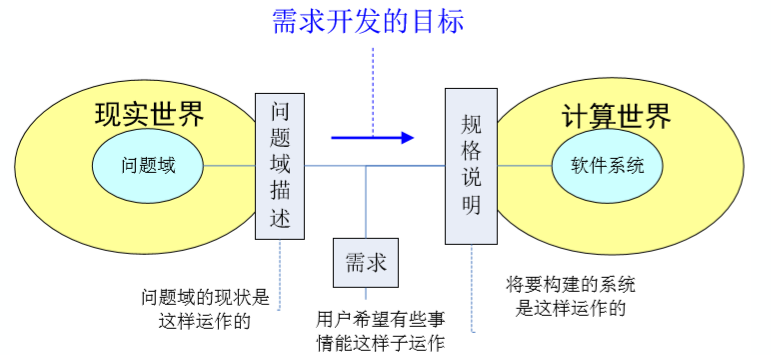 需求开发的目标
现实世界
问题域
问题域描述
规格说明
计算世界
软件系统
需求
问题域的现状是
这样运作的
用户希望有些事
情能这样子运作
将要构建的系统
是这样运作的